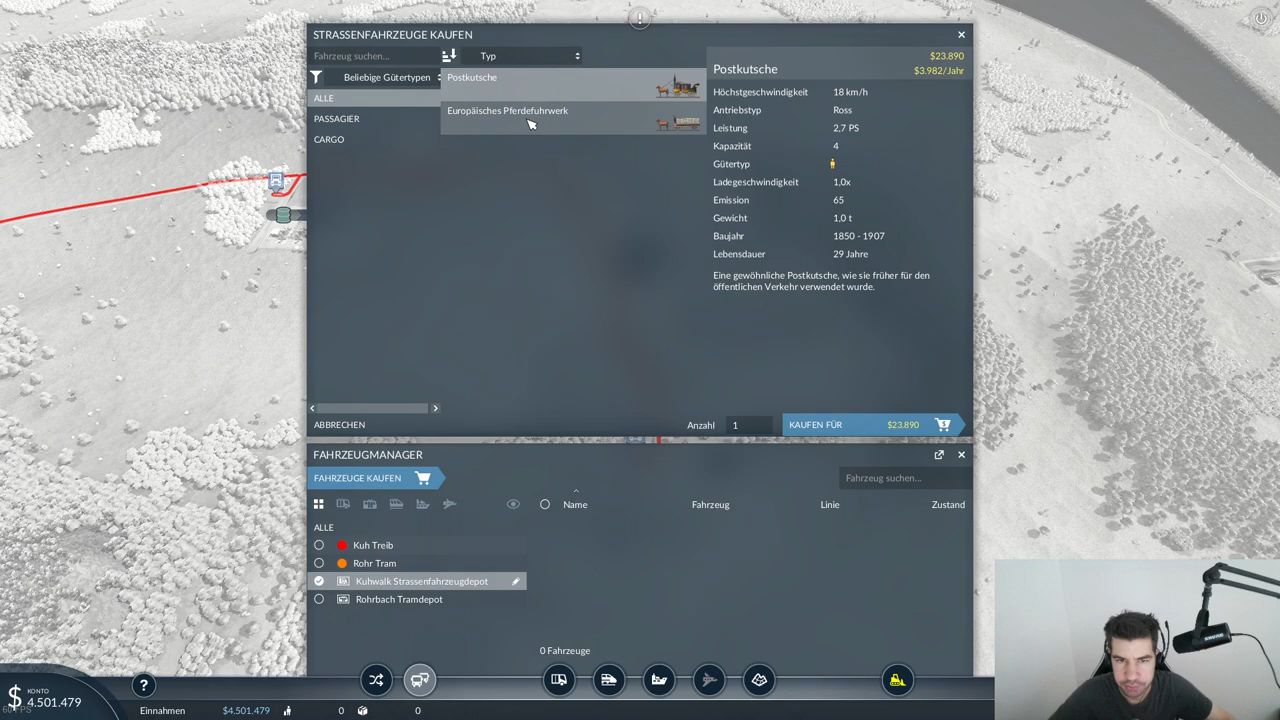 STRASSENFAHRZEUGE KAUFEN
Fahrzeug suchen...
Typ
Beliebige Gütertypen
ALLE
PASSAGIER
CARGO
Postkutsche
Europäisches Pferdefuhrwerk
$23.890
Postkutsche
$3.982/Jahr
Höchstgeschwindigkeit 18 km/h
Antriebstyp Ross
Leistung 2,7 PS
Kapazität 4
Gütertyp
Ladegeschwindigkeit 1,0x
Emission 65
Gewicht 1,0 t
Baujahr 1850 - 1907
Lebensdauer 29 Jahre
Eine gewöhnliche Postkutsche, wie sie früher für den
öffentlichen Verkehr verwendet wurde.
ABBRECHEN
Anzahl 1
KAUFEN FÜR $23.890
FAHRZEUGMANAGER
FAHRZEUGE KAUFEN
Fahrzeug suchen...
Name Fahrzeug Linie Zustand
ALLE
Kuh Treib
Rohr Tram
Kuhwalk Strassenfahrzeugdepot
Rohrbach Tramdepot
0 Fahrzeuge
SHURE
KONTO
$ 4.501.479
60 FPS
?
Einnahmen $4.501.479 0 0